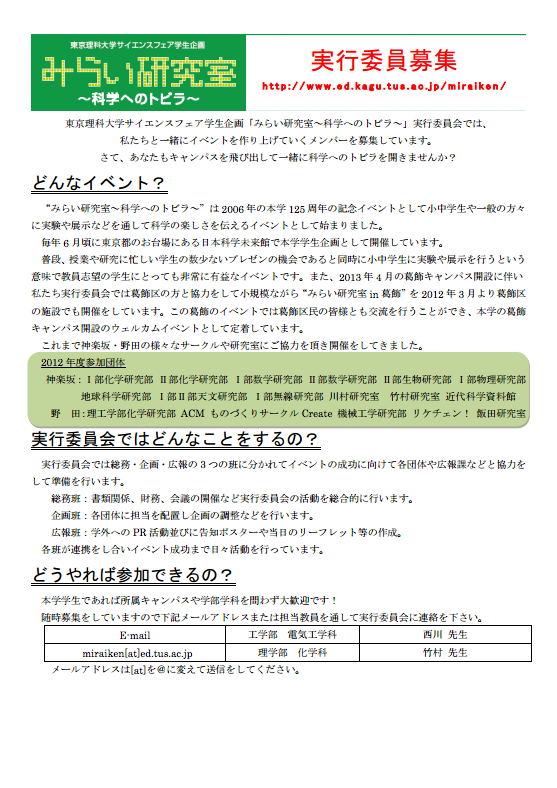 東京理科大学サイエンスフェア学生企画
みらい研究室
～科学へのトビラ～
実行委員募集
http://www.ed.kagu.tus.ac.jp/miraiken/
東京理科大学サイエンスフェア学生企画「みらい研究室～科学へのトビラ～」実行委員会では、
私たちと一緒にイベントを作り上げていくメンバーを募集しています。
さて、あなたもキャンパスを飛び出して一緒に科学へのトビラを開きませんか？
どんなイベント？
“みらい研究室～科学へのトビラ～”は2006年の本学125周年の記念イベントとして小中学生や一般の方々
に実験や展示などを通して科学の楽しさを伝えるイベントとして始まりました。
毎年6月頃に東京都のお台場にある日本科学未来館で本学学生企画として開催しています。
普段、授業や研究に忙しい学生の数少ないプレゼンの機会であると同時に小中学生に実験や展示を行うという
意味で教員志望の学生にとっても非常に有益なイベントです。また、2013年4月の葛飾キャンパス開設に伴い
私たち実行委員会では葛飾区の方と協力をして小規模ながら“みらい研究室in葛飾”を2012年3月より葛飾区
の施設でも開催をしています。この葛飾のイベントでは葛飾区民の皆様とも交流を行うことができ、本学の葛飾
キャンパス開設のウェルカムイベントとして定着しています。
これまで神楽坂・野田の様々なサークルや研究室にご協力を頂き開催をしてきました。
2012年度参加団体
神楽坂：Ⅰ部化学研究部 Ⅱ部化学研究部 Ⅰ部数学研究部 Ⅱ部数学研究部 Ⅱ部生物研究部 Ⅰ部物理研究部
地球科学研究部 Ⅰ部Ⅱ部天文研究部 Ⅰ部無線研究部 川村研究室 竹村研究室 近代科学資料館
野 田：理工学部化学研究部 ACM ものづくりサークルCreate 機械工学研究部 リケチェン！ 飯田研究室
実行委員会ではどんなことをするの？
実行委員会では総務・企画・広報の3つの班に分かれてイベントの成功に向けて各団体や広報課などと協力を
して準備を行います。
総務班：書類関係、財務、会議の開催など実行委員会の活動を総合的に行います。
企画班：各団体に担当を配置し企画の調整などを行います。
広報班：学外へのPR活動並びに告知ポスターや当日のリーフレット等の作成。
各班が連携をし合いイベント成功まで日々活動を行っています。
どうやれば参加できるの？
本学学生であれば所属キャンパスや学部学科を問わず大歓迎です！
随時募集をしていますので下記メールアドレスまたは担当教員を通して実行委員会に連絡を下さい。
E-mail 工学部 電気工学科 西川 先生
miraiken[at]ed.tus.ac.jp 理学部 化学科 竹村 先生
メールアドレスは[at]を@に変えて送信をしてください。